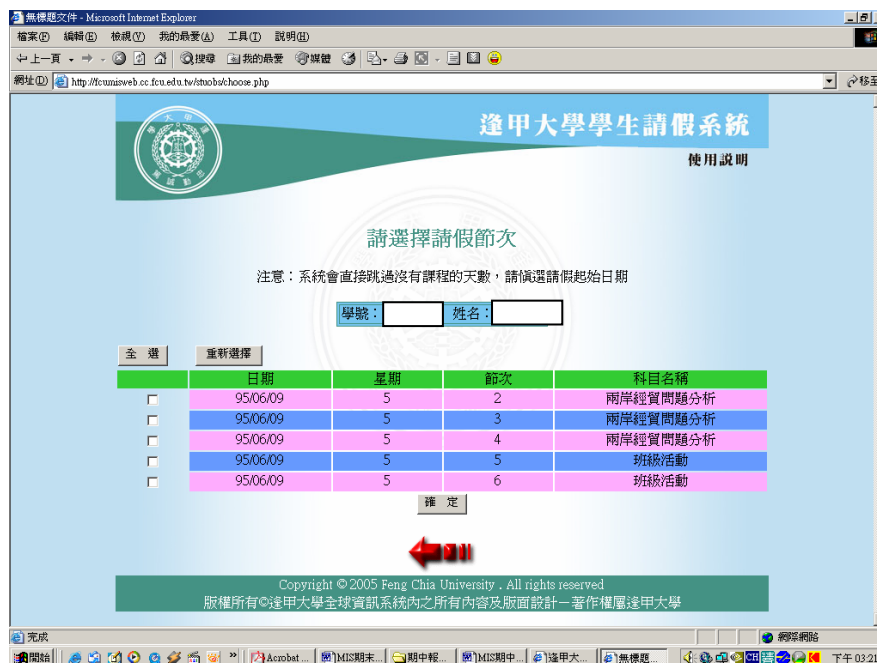 無標題文件 - Microsoft Internet Explorer
檔案(F) 編輯(E) 檢視(V) 我的最愛(A) 工具(T) 說明(H)
上一頁 搜尋 我的最愛 媒體
網址(D) http://fcumisweb.cc.fcu.edu.tw/stuobs/choose.php 移至
逢甲大學學生請假系統
使用說明
請選擇請假節次
注意：系統會直接跳過沒有課程的天數，請慎選請假起始日期
學號： 姓名：
全 選 重新選擇
日期 星期 節次 科目名稱
95/06/09 5 2 兩岸經貿問題分析
95/06/09 5 3 兩岸經貿問題分析
95/06/09 5 4 兩岸經貿問題分析
95/06/09 5 5 班級活動
95/06/09 5 6 班級活動
確 定
Copyright © 2005 Feng Chia University . All rights reserved
版權所有©逢甲大學全球資訊系統內之所有內容及版面設計－著作權屬逢甲大學
完成 網際網路
開始 » Acrobat ... MIS期末... 期中報... MIS期中... 逢甲大... 無標題... CH 下午 03:21